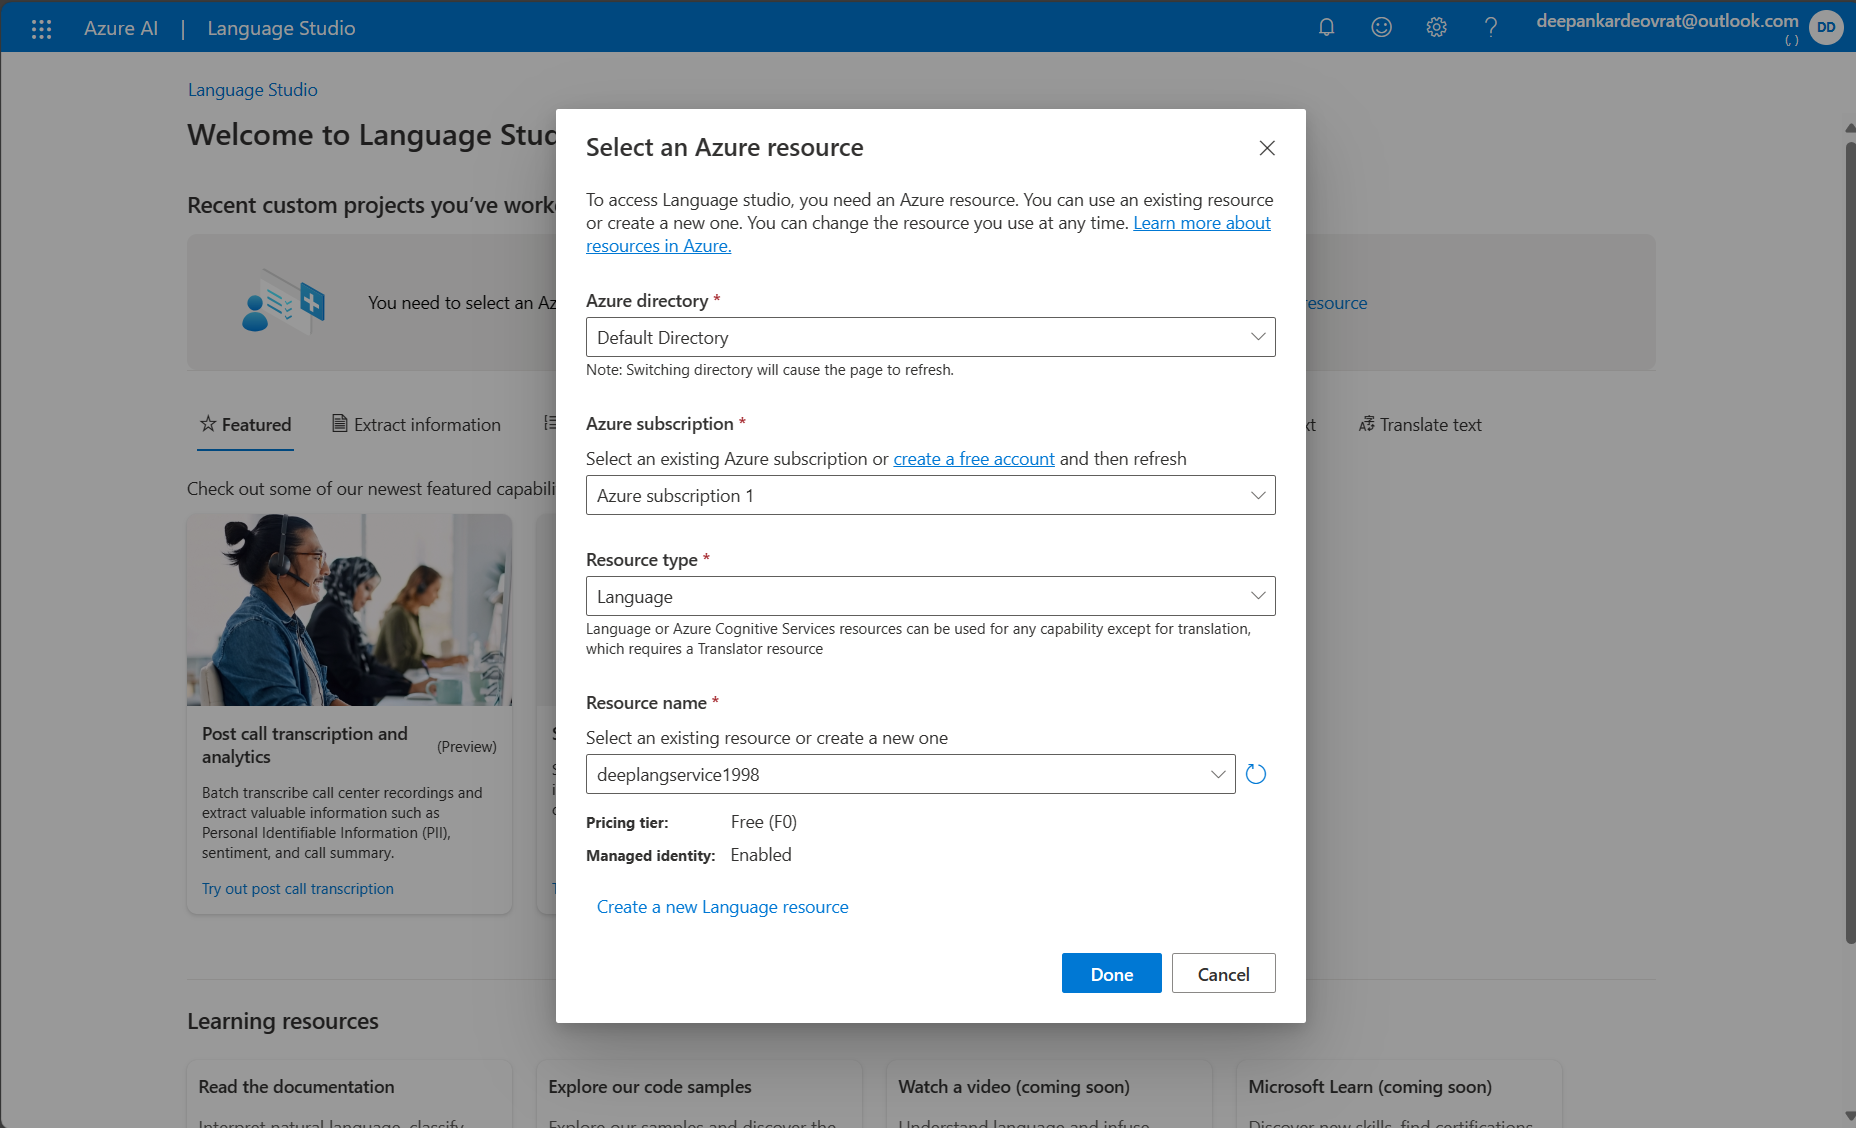 Azure AI | Language Studio
deepankardeovrat@outlook.com
(, )
DD
Language Studio
Welcome to Language Stud
Recent custom projects you've work
You need to select an Az
resource
Select an Azure resource
To access Language studio, you need an Azure resource. You can use an existing resource
or create a new one. You can change the resource you use at any time. Learn more about
resources in Azure.
Azure directory *
Default Directory
Note: Switching directory will cause the page to refresh.
Azure subscription *
Select an existing Azure subscription or create a free account and then refresh
Azure subscription 1
Resource type *
Language
Language or Azure Cognitive Services resources can be used for any capability except for translation,
which requires a Translator resource
Resource name *
Select an existing resource or create a new one
deeplangservice1998
Pricing tier: Free (F0)
Managed identity: Enabled
Create a new Language resource
Done
Cancel
Featured
Extract information
xt
Translate text
Check out some of our newest featured capabili
Post call transcription and
analytics
(Preview)
Batch transcribe call center recordings and
extract valuable information such as
Personal Identifiable Information (PII),
sentiment, and call summary.
Try out post call transcription
Learning resources
Read the documentation
Interpret natural language, classify
Explore our code samples
Explore our samples and discover the
Watch a video (coming soon)
Understand language and infuse
Microsoft Learn (coming soon)
Discover new skills, find certifications